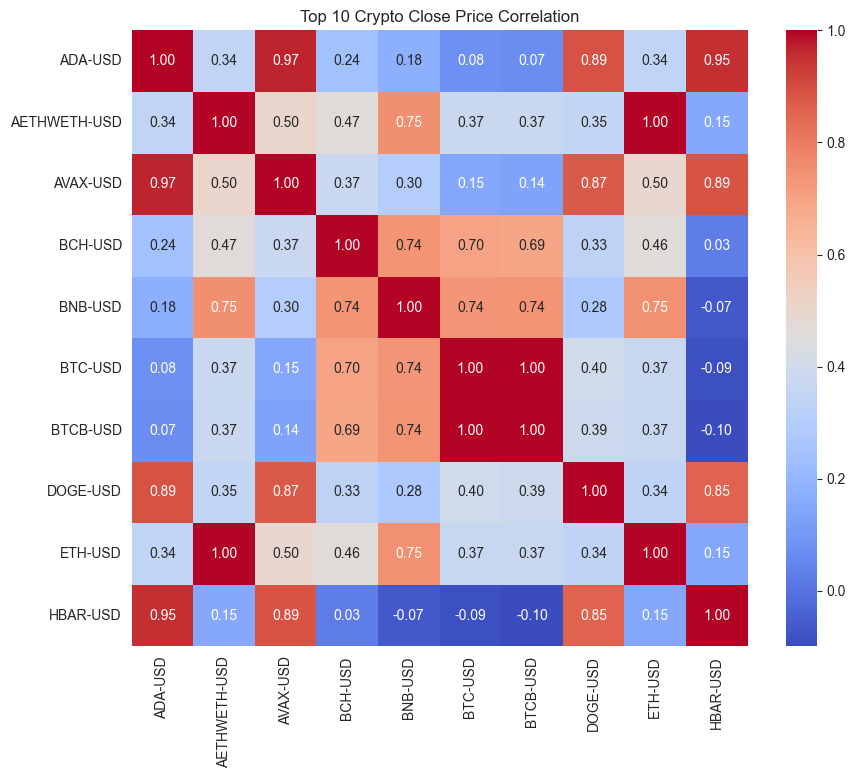 Top 10 Crypto Close Price Correlation
ADA-USD 1.00 0.34 0.97 0.24 0.18 0.08 0.07 0.89 0.34 0.95
AETHWETH-USD 0.34 1.00 0.50 0.47 0.75 0.37 0.37 0.35 1.00 0.15
AVAX-USD 0.97 0.50 1.00 0.37 0.30 0.15 0.14 0.87 0.50 0.89
BCH-USD 0.24 0.47 0.37 1.00 0.74 0.70 0.69 0.33 0.46 0.03
BNB-USD 0.18 0.75 0.30 0.74 1.00 0.74 0.74 0.28 0.75 -0.07
BTC-USD 0.08 0.37 0.15 0.70 0.74 1.00 1.00 0.40 0.37 -0.09
BTCB-USD 0.07 0.37 0.14 0.69 0.74 1.00 1.00 0.39 0.37 -0.10
DOGE-USD 0.89 0.35 0.87 0.33 0.28 0.40 0.39 1.00 0.34 0.85
ETH-USD 0.34 1.00 0.50 0.46 0.75 0.37 0.37 0.34 1.00 0.15
HBAR-USD 0.95 0.15 0.89 0.03 -0.07 -0.09 -0.10 0.85 0.15 1.00
ADA-USD AETHWETH-USD AVAX-USD BCH-USD BNB-USD BTC-USD BTCB-USD DOGE-USD ETH-USD HBAR-USD
1.0
0.8
0.6
0.4
0.2
0.0